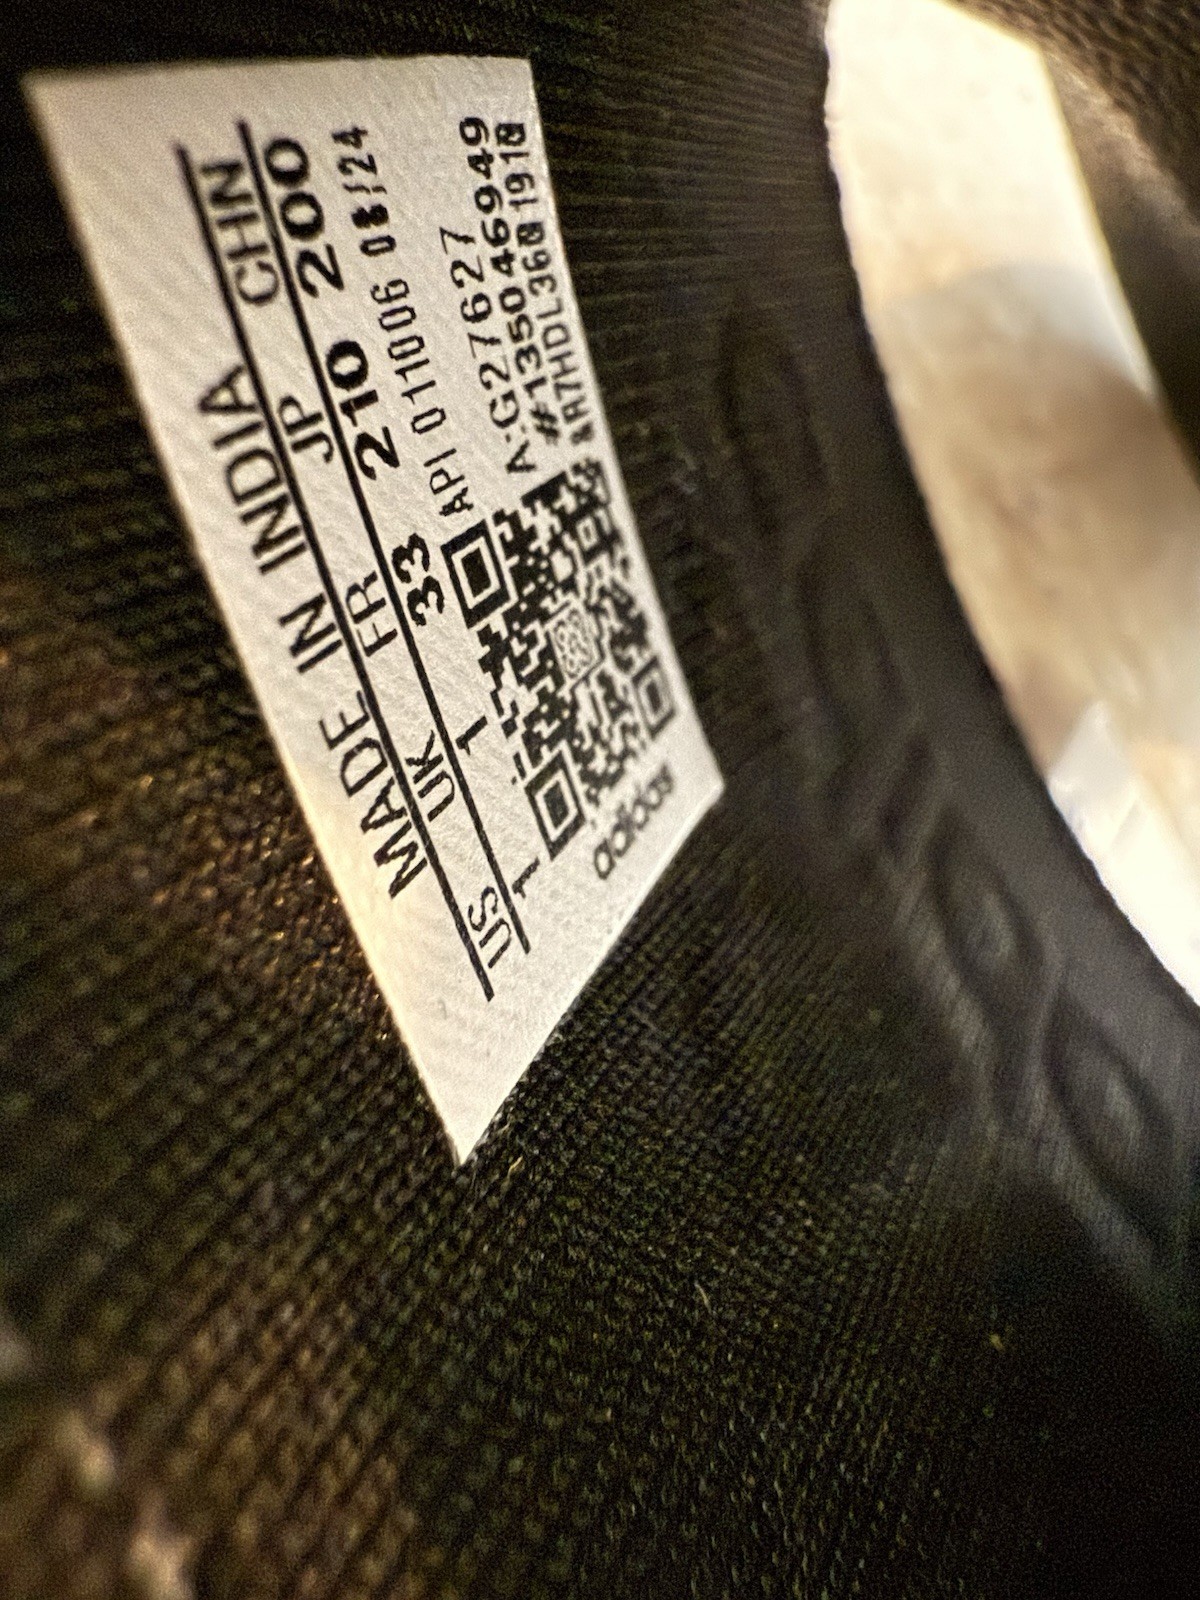 MADE IN INDIA
US UK FR JP CHN
1 1 33 210 200
API 011006 08/24
A:G27627
#135046949
adidas